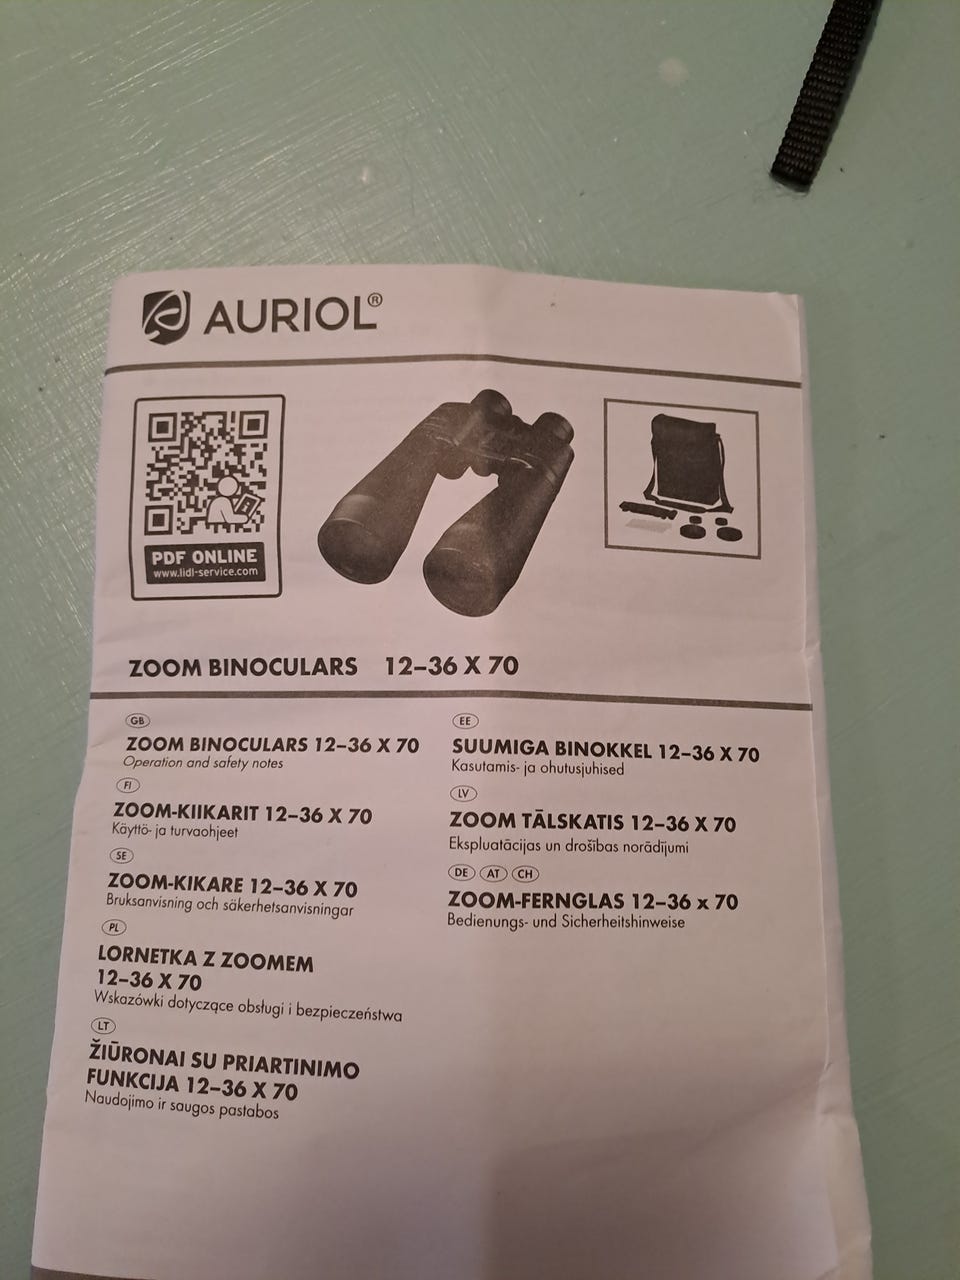 AURIOL®
PDF ONLINE
www.lidl-service.com
ZOOM BINOCULARS 12–36 X 70
GB
ZOOM BINOCULARS 12–36 X 70
Operation and safety notes
FI
ZOOM-KIIKARIT 12–36 X 70
Käyttö- ja turvaohjeet
SE
ZOOM-KIKARE 12–36 X 70
Bruksanvisning och säkerhetsanvisningar
PL
LORNETKA Z ZOOMEM
12–36 X 70
Wskazówki dotyczące obsługi i bezpieczeństwa
LT
ŽIŪRONAI SU PRIARTINIMO
FUNKCIJA 12–36 X 70
Naudojimo ir saugos pastabos
EE
SUUMIGA BINOKKEL 12–36 X 70
Kasutamis- ja ohutusjuhised
LV
ZOOM TĀLSKATIS 12–36 X 70
Ekspluatācijas un drošības norādījumi
DE AT CH
ZOOM-FERNGLAS 12–36 x 70
Bedienungs- und Sicherheitshinweise